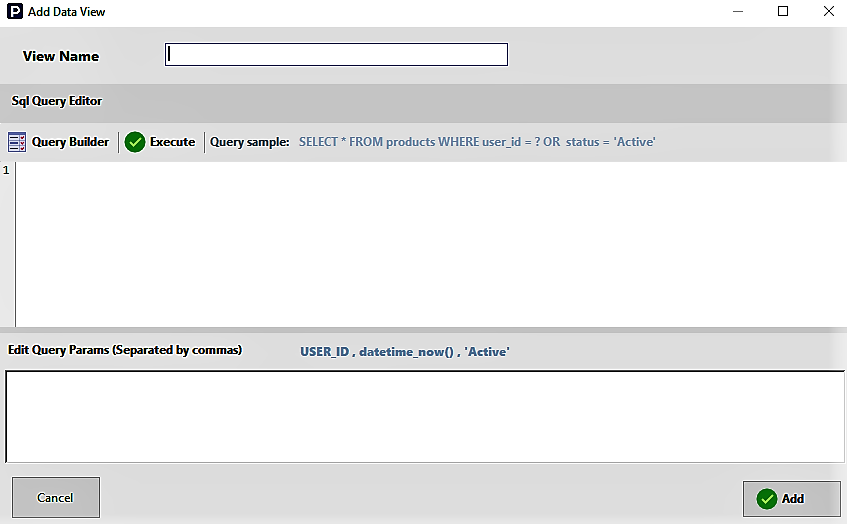 P Add Data View
View Name
Sql Query Editor
Query Builder Execute Query sample: SELECT * FROM products WHERE user_id = ? OR status = 'Active'
1
Edit Query Params (Separated by commas) USER_ID , datetime_now() , 'Active'
Cancel Add